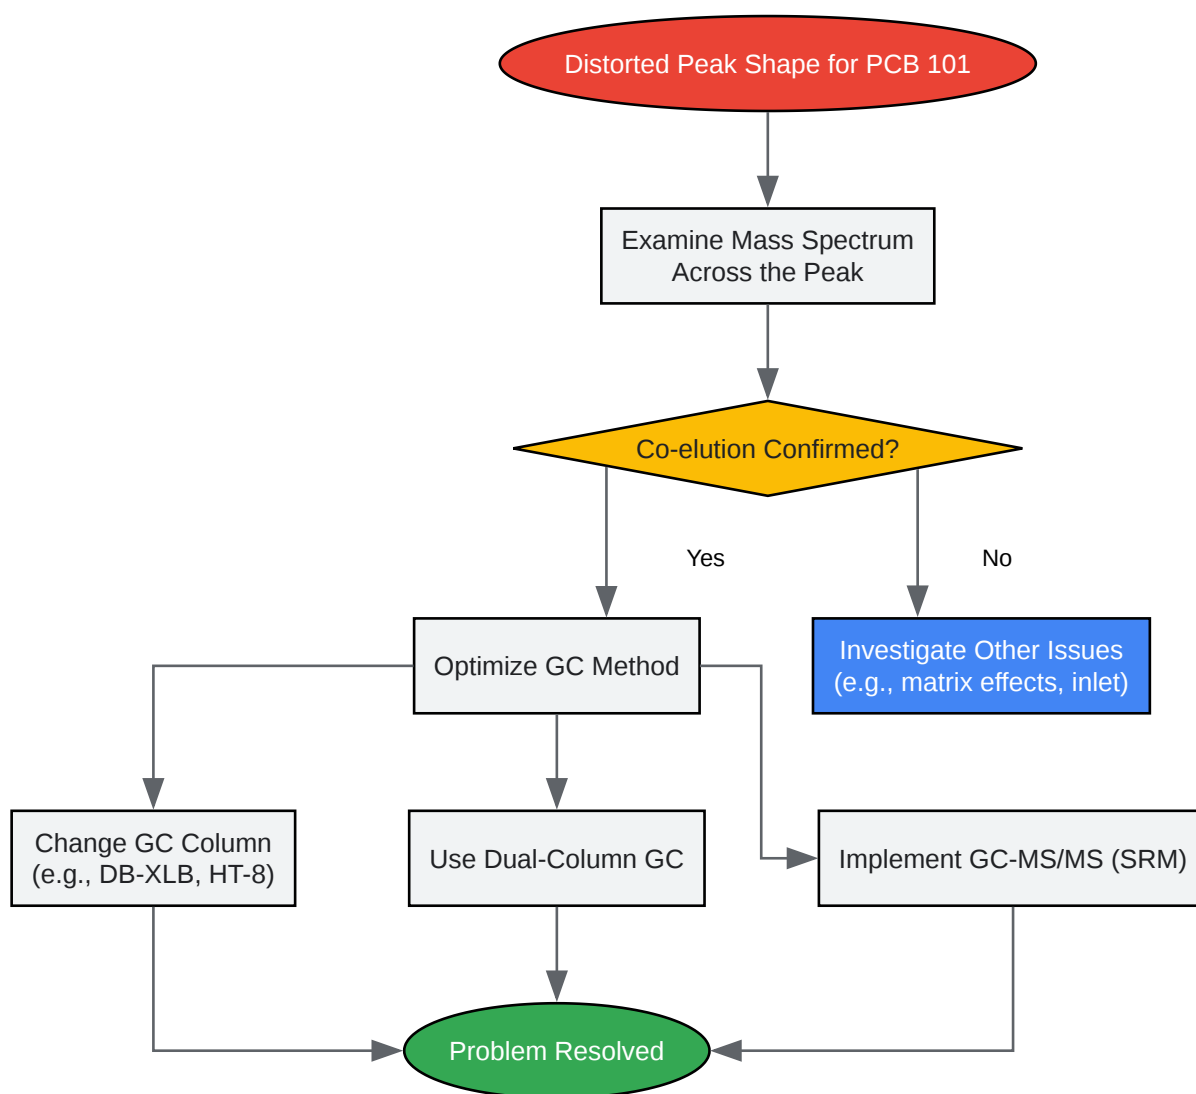 Distorted Peak Shape for PCB 101
Examine Mass Spectrum
Across the Peak
Co-elution Confirmed?
Yes
No
Optimize GC Method
Investigate Other Issues
(e.g., matrix effects, inlet)
Change GC Column
(e.g., DB-XLB, HT-8)
Use Dual-Column GC
Implement GC-MS/MS (SRM)
Problem Resolved